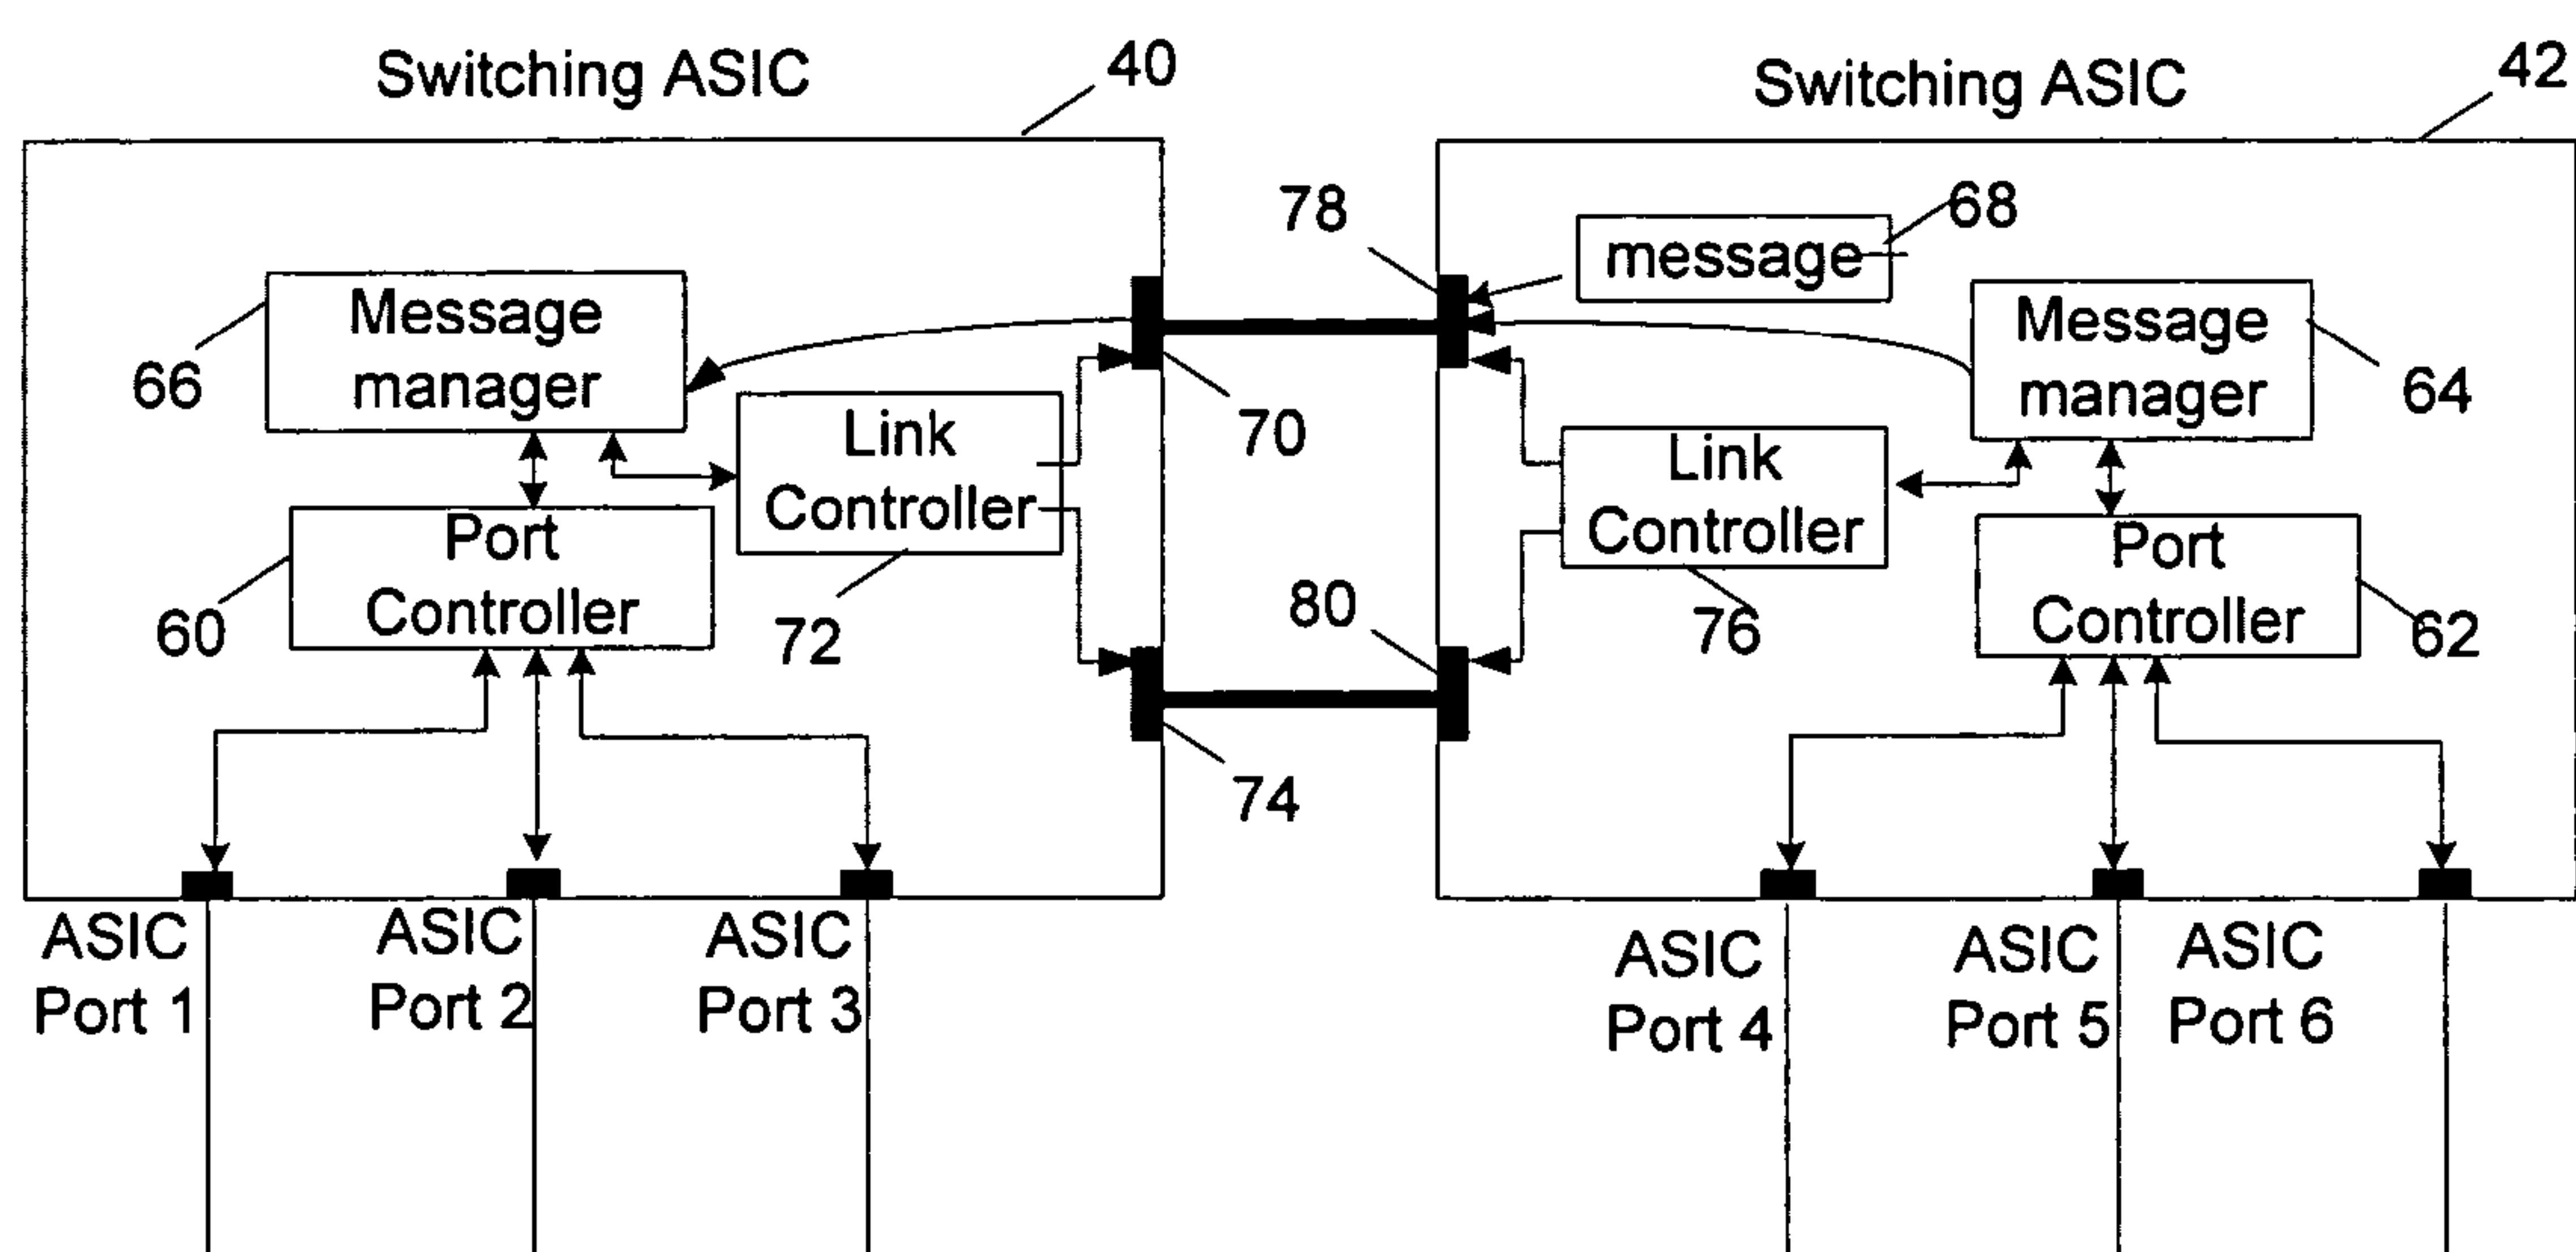 Switching ASIC
40
Switching ASIC
42
78
68
message
Message
manager
66
Message
manager
64
Link
Controller
70
Link
Controller
Port
Controller
60
72
80
76
Port
Controller
62
74
ASIC
Port 1
ASIC
Port 2
ASIC
Port 3
ASIC
Port 4
ASIC
Port 5
ASIC
Port 6